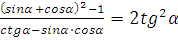 (sinα+cosα)²−1 / ctgα−sinα·cosα = 2tg²α